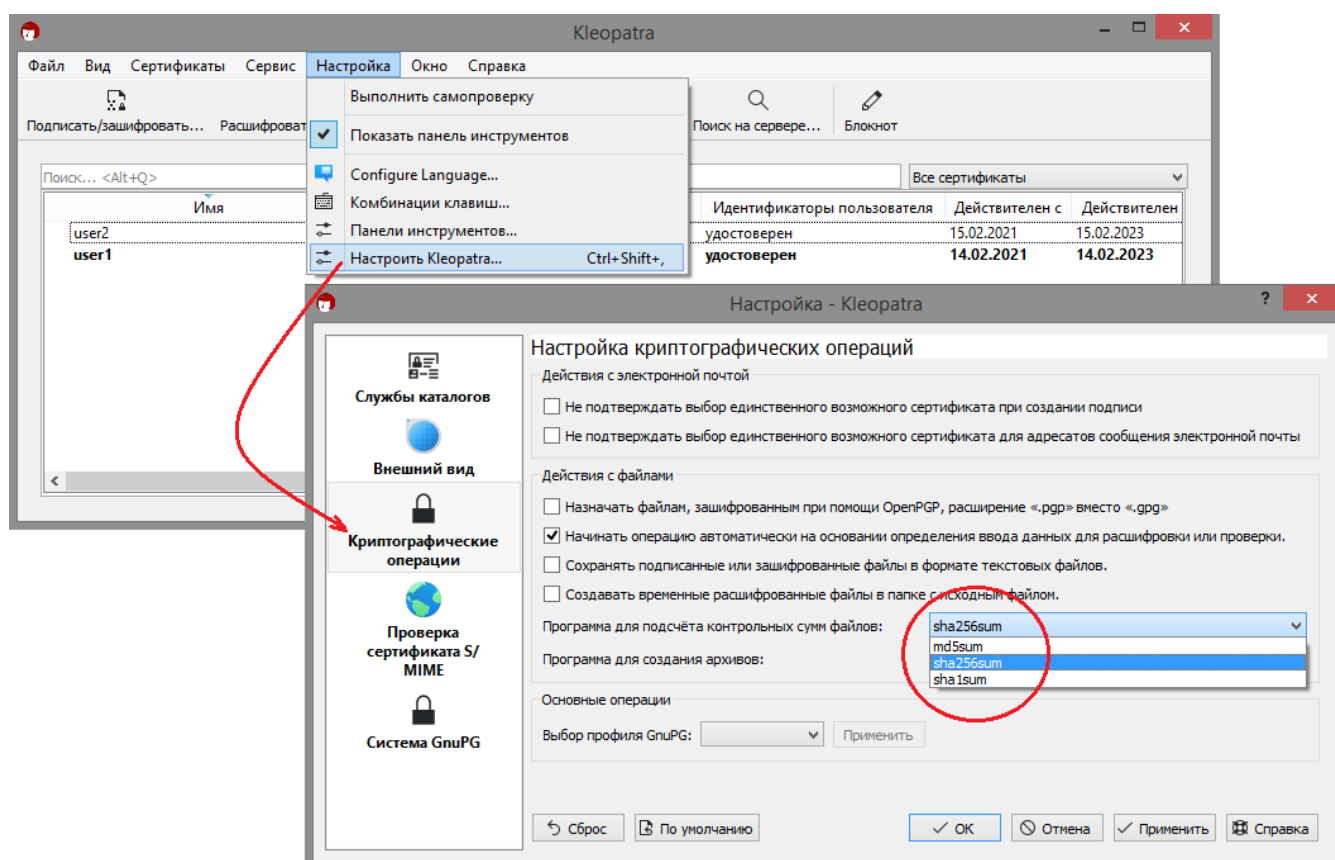 Kleopatra
Файл Вид Сертификаты Сервис Настройка Окно Справка
Подписать/зашифровать... Расшифроват
Поиск на сервере... Блокнот
Выполнить самопроверку
Показать панель инструментов
Configure Language...
Комбинации клавиш...
Панели инструментов...
Настроить Kleopatra... Ctrl+Shift+,
Поиск... <Alt+Q>
Все сертификаты
Имя Идентификаторы пользователя Действителен с Действителен
user2 удостоверен 15.02.2021 15.02.2023
user1 удостоверен 14.02.2021 14.02.2023
Настройка - Kleopatra
Службы каталогов
Внешний вид
Криптографические
операции
Проверка
сертификата S/
MIME
Система GnuPG
Настройка криптографических операций
Действия с электронной почтой
Не подтверждать выбор единственного возможного сертификата при создании подписи
Не подтверждать выбор единственного возможного сертификата для адресатов сообщения электронной почты
Действия с файлами
Назначать файлам, зашифрованным при помощи OpenPGP, расширение «.pgp» вместо «.gpg»
Начинать операцию автоматически на основании определения ввода данных для расшифровки или проверки.
Сохранять подписанные или зашифрованные файлы в формате текстовых файлов.
Создавать временные расшифрованные файлы в папке с исходным файлом.
Программа для подсчёта контрольных сумм файлов: sha256sum
md5sum
sha256sum
sha1sum
Программа для создания архивов:
Основные операции
Выбор профиля GnuPG: Применить
Сброс По умолчанию OK Отмена Применить Справка